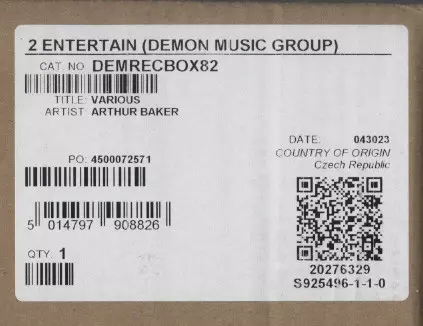 2 ENTERTAIN (DEMON MUSIC GROUP)
CAT. NO. DEMRECBOX82
TITLE: VARIOUS
ARTIST: ARTHUR BAKER
DATE: 043023
COUNTRY OF ORIGIN
Czech Republic
PO: 4500072571
5 014797 908826
QTY: 1
20276329
S925496-1-1-0